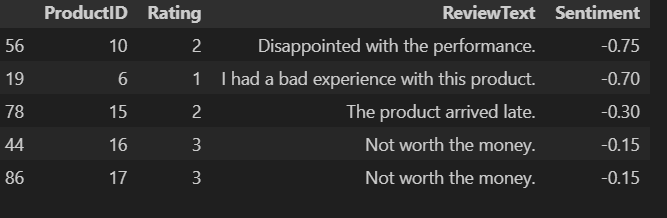 ProductID Rating ReviewText Sentiment
56 10 2 Disappointed with the performance. -0.75
19 6 1 I had a bad experience with this product. -0.70
78 15 2 The product arrived late. -0.30
44 16 3 Not worth the money. -0.15
86 17 3 Not worth the money. -0.15